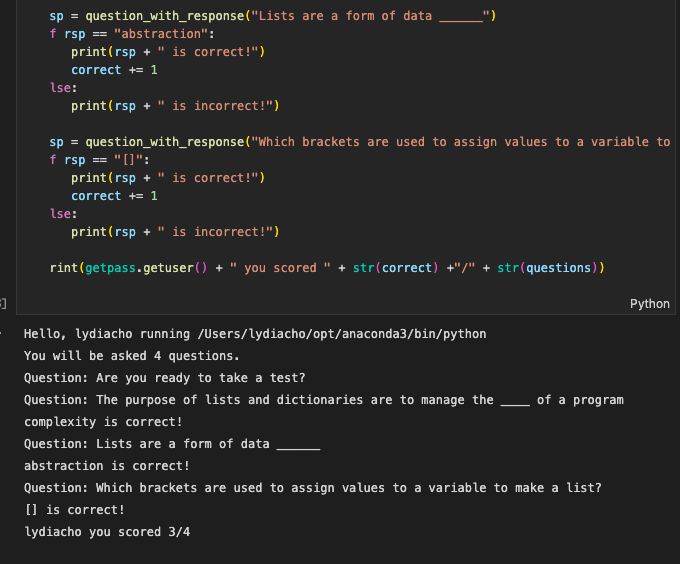 sp = question_with_response("Lists are a form of data ______")
f rsp == "abstraction":
print(rsp + " is correct!")
correct += 1
lse:
print(rsp + " is incorrect!")
sp = question_with_response("Which brackets are used to assign values to a variable to
f rsp == "[]":
print(rsp + " is correct!")
correct += 1
lse:
print(rsp + " is incorrect!")
rint(getpass.getuser() + " you scored " + str(correct) +"/" + str(questions))
Python
Hello, lydiacho running /Users/lydiacho/opt/anaconda3/bin/python
You will be asked 4 questions.
Question: Are you ready to take a test?
Question: The purpose of lists and dictionaries are to manage the ____ of a program
complexity is correct!
Question: Lists are a form of data ______
abstraction is correct!
Question: Which brackets are used to assign values to a variable to make a list?
[] is correct!
lydiacho you scored 3/4